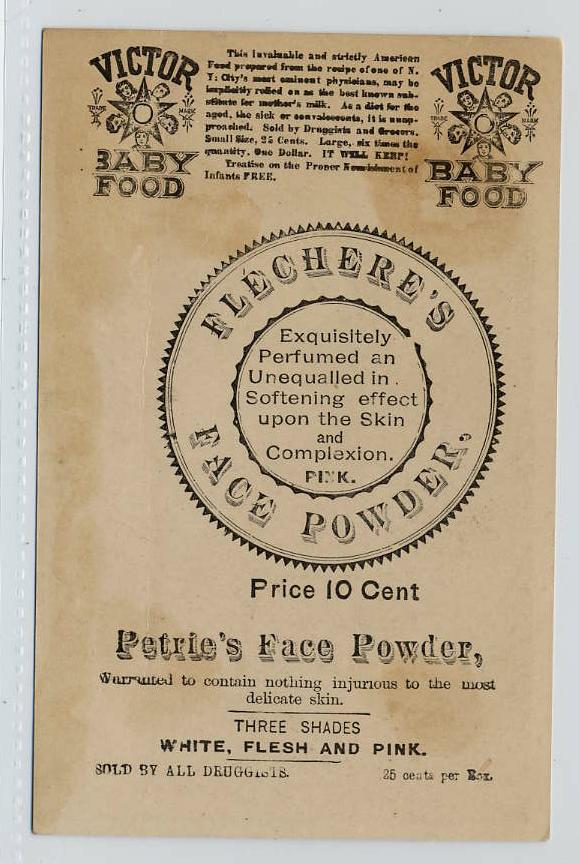 VICTOR
TRADE MARK
BABY
FOOD
This invaluable and strictly American
Food prepared from the recipe of one of N.
Y. City's most eminent physicians, may be
implicitly relied on as the best known sub-
stitute for mother's milk. As a diet for the
aged, the sick or convalescents, it is unap-
proached. Sold by Druggists and Grocers.
Small Size, 25 Cents. Large, six times the
quantity, One Dollar. IT WILL KEEP!
Treatise on the Proper Nourishment of
Infants FREE.
VICTOR
TRADE MARK
BABY
FOOD
FLÉCHERE'S
Exquisitely
Perfumed an
Unequalled in .
Softening effect
upon the Skin
and
Complexion.
PINK.
FACE POWDER,
Price 10 Cent
Petrie's Face Powder,
Warranted to contain nothing injurious to the most
delicate skin.
THREE SHADES
WHITE, FLESH AND PINK.
SOLD BY ALL DRUGGISTS. 25 cents per Box.